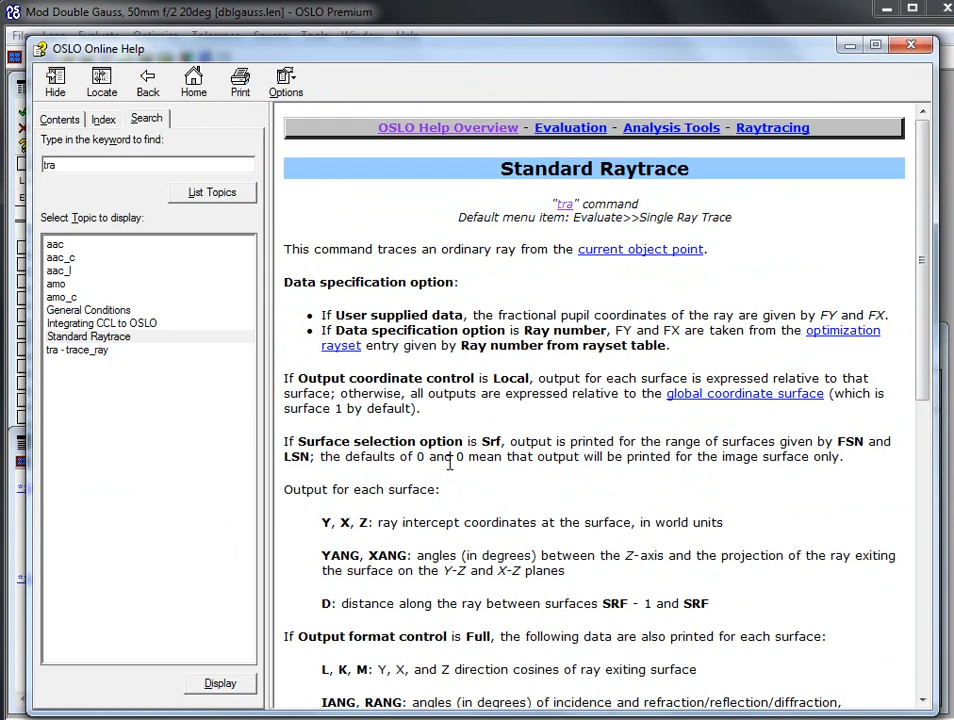 Mod Double Gauss, 50mm f/2 20deg [dblgauss.len] - OSLO Premium
OSLO Online Help
Hide Locate Back Home Print Options
Contents Index Search
Type in the keyword to find:
tra
List Topics
Select Topic to display:
aac
aac_c
aac_l
amo
amo_c
General Conditions
Integrating CCL to OSLO
Standard Raytrace
tra - trace_ray
Display
OSLO Help Overview - Evaluation - Analysis Tools - Raytracing
Standard Raytrace
"tra" command
Default menu item: Evaluate>>Single Ray Trace
This command traces an ordinary ray from the current object point.
Data specification option:
• If User supplied data, the fractional pupil coordinates of the ray are given by FY and FX.
• If Data specification option is Ray number, FY and FX are taken from the optimization
rayset entry given by Ray number from rayset table.
If Output coordinate control is Local, output for each surface is expressed relative to that
surface; otherwise, all outputs are expressed relative to the global coordinate surface (which is
surface 1 by default).
If Surface selection option is Srf, output is printed for the range of surfaces given by FSN and
LSN; the defaults of 0 and 0 mean that output will be printed for the image surface only.
Output for each surface:
Y, X, Z: ray intercept coordinates at the surface, in world units
YANG, XANG: angles (in degrees) between the Z-axis and the projection of the ray exiting
the surface on the Y-Z and X-Z planes
D: distance along the ray between surfaces SRF - 1 and SRF
If Output format control is Full, the following data are also printed for each surface:
L, K, M: Y, X, and Z direction cosines of ray exiting surface
IANG, RANG: angles of incidence and refraction/reflection/diffraction,